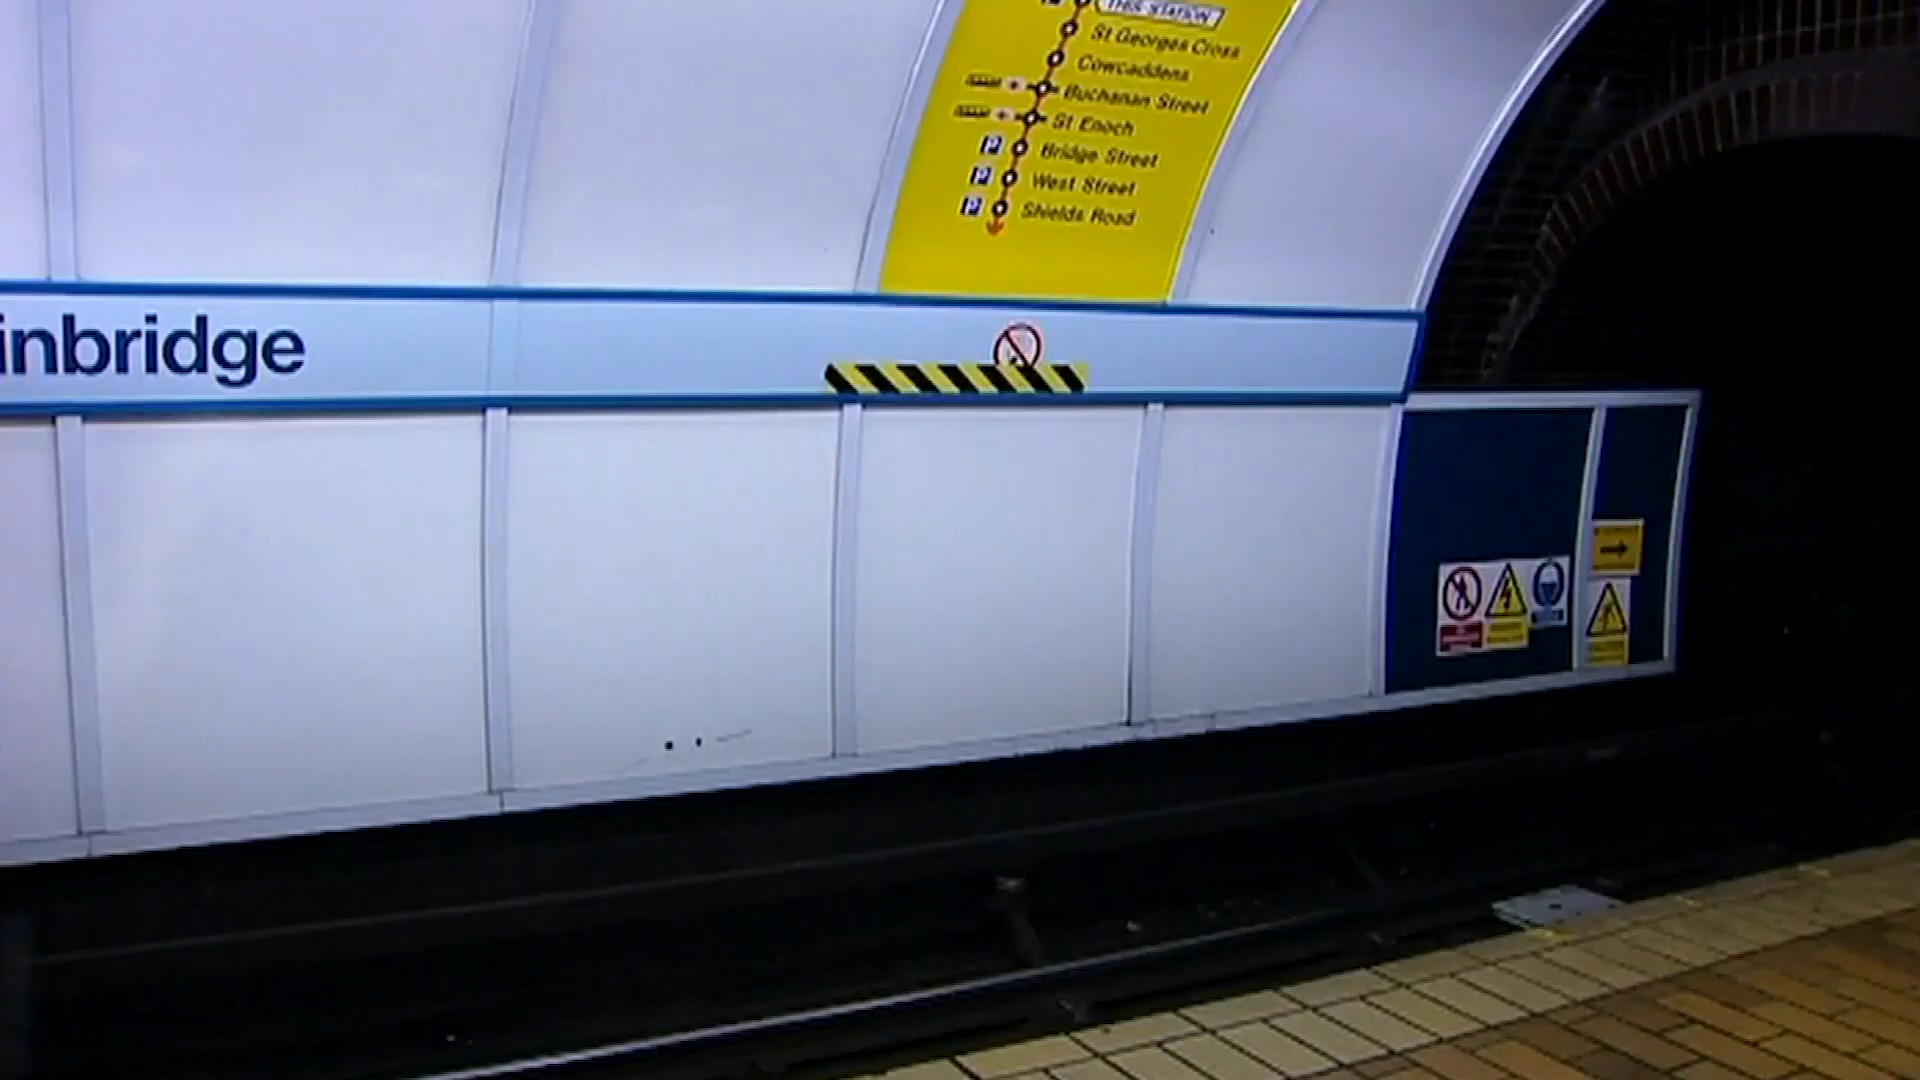 THIS STATION
St Georges Cross
Cowcaddens
Buchanan Street
St Enoch
P Bridge Street
P West Street
P Shields Road
inbridge